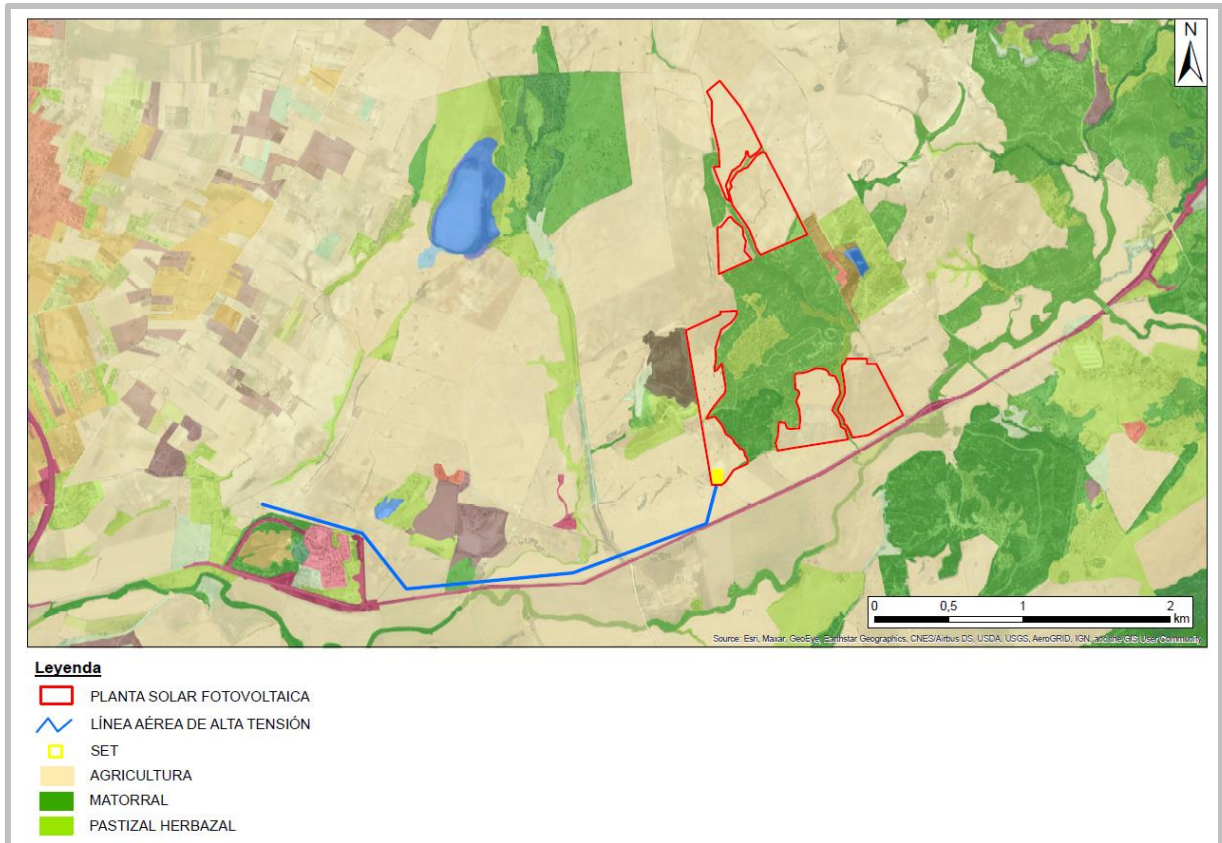 N
0 0,5 1 2
km
Source: Esri, Maxar, GeoEye, Earthstar Geographics, CNES/Airbus DS, USDA, USGS, AeroGRID, IGN, and the GIS User Community
Leyenda
PLANTA SOLAR FOTOVOLTAICA
LÍNEA AÉREA DE ALTA TENSIÓN
SET
AGRICULTURA
MATORRAL
PASTIZAL HERBAZAL